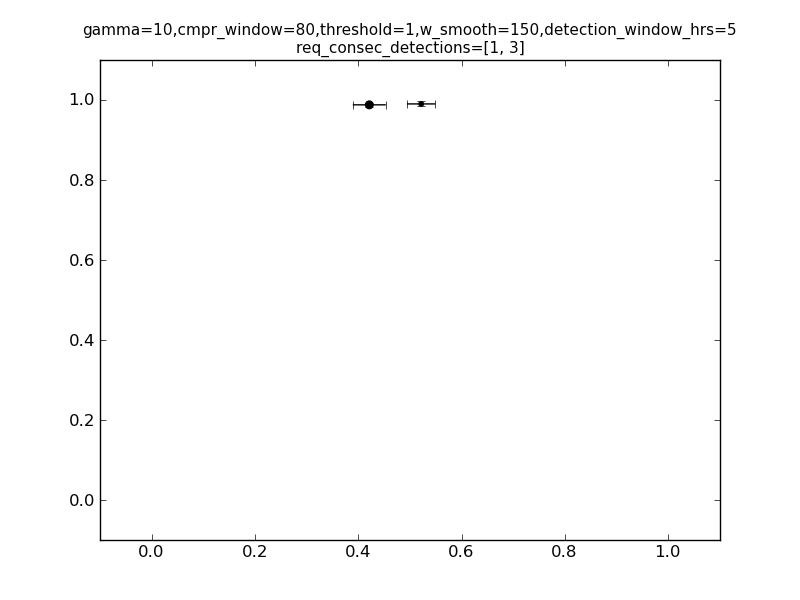 gamma=10,cmpr_window=80,threshold=1,w_smooth=150,detection_window_hrs=5
req_consec_detections=[1, 3]
1.0
0.8
0.6
0.4
0.2
0.0
0.0 0.2 0.4 0.6 0.8 1.0